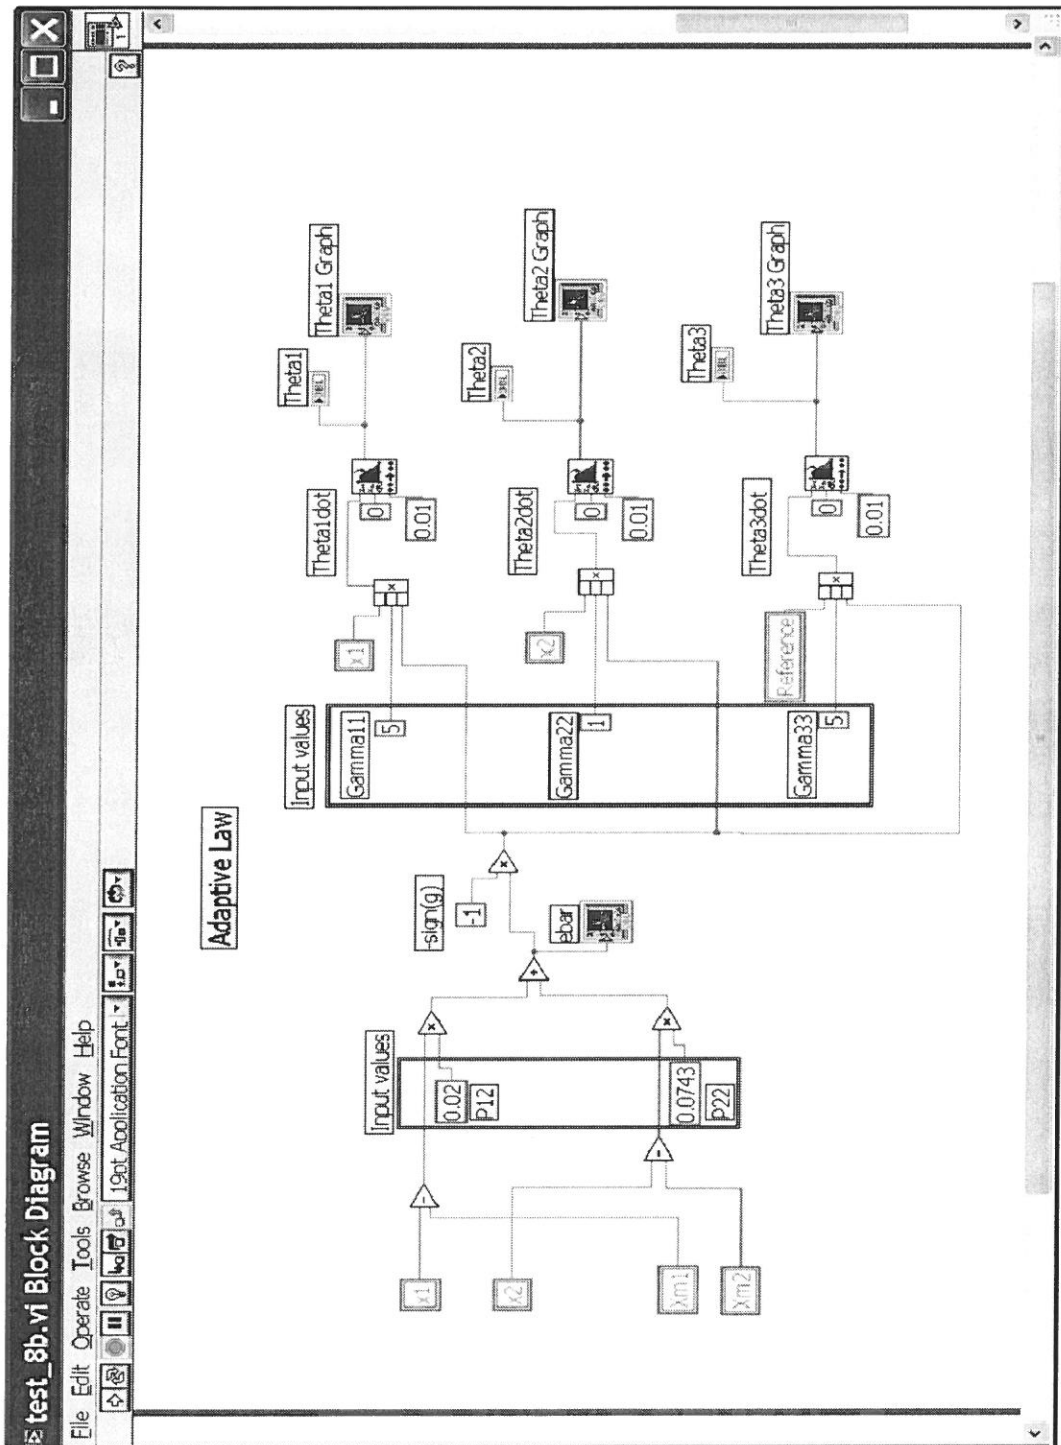 test_8b.vi Block Diagram
File Edit Operate Tools Browse Window Help
19pt Application Font
Adaptive Law
Input values
P12
0.02
0.0743
P22
x1
x2
Xm1
Xm2
-sign(g)
-1
ebar
Input values
Gamma11
5
Gamma22
1
Gamma33
5
x1
x2
Reference
Theta1dot
0
0.01
Theta1
Theta1 Graph
Theta2dot
0
0.01
Theta2
Theta2 Graph
Theta3dot
0
0.01
Theta3
Theta3 Graph